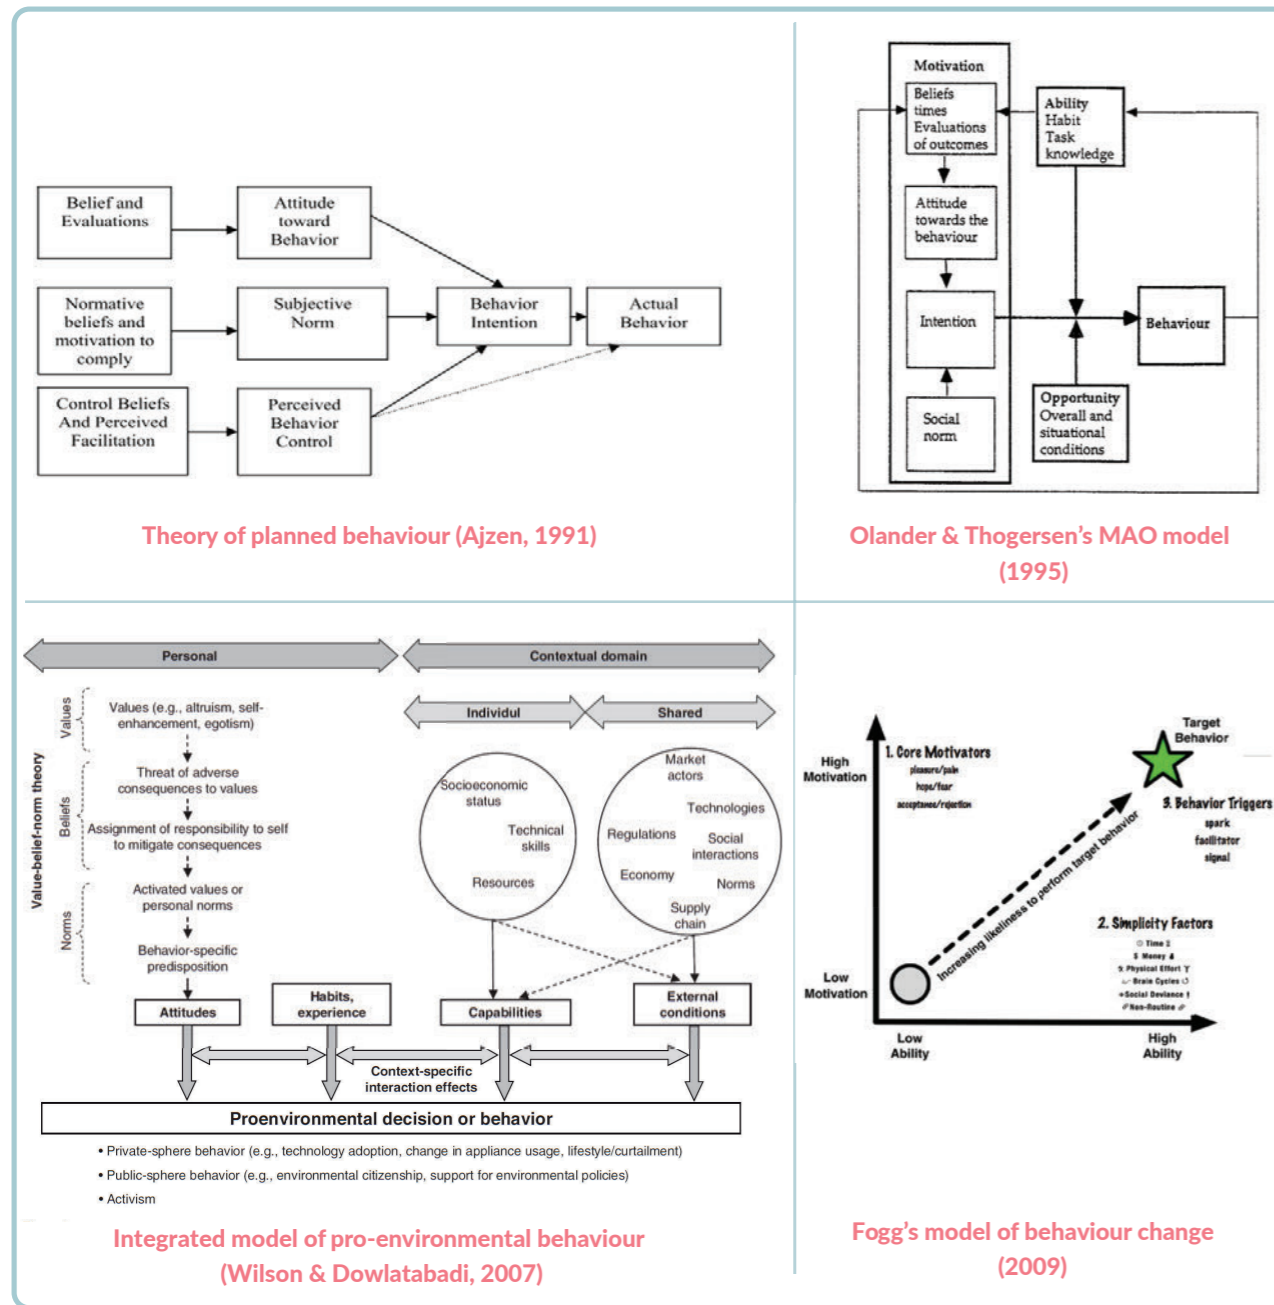 Belief and
Evaluations
Attitude
toward
Behavior
Normative
beliefs and
motivation to
comply
Subjective
Norm
Behavior
Intention
Actual
Behavior
Control Beliefs
And Perceived
Facilitation
Perceived
Behavior
Control
Theory of planned behaviour (Ajzen, 1991)
Motivation
Beliefs
times
Evaluations
of outcomes
Ability
Habit
Task
knowledge
Attitude
towards the
behaviour
Intention
Behaviour
Social
norm
Opportunity
Overall and
situational
conditions
Olander & Thogersen's MAO model
(1995)
Personal
Contextual domain
Individul
Shared
Value-belief-norm theory
Values
Beliefs
Norms
Values (e.g., altruism, self-
enhancement, egotism)
Threat of adverse
consequences to values
Assignment of responsibility to self
to mitigate consequences
Activated values or
personal norms
Behavior-specific
predisposition
Socioeconomic
status
Technical
skills
Resources
Market
actors
Technologies
Regulations
Social
interactions
Economy
Norms
Supply
chain
Attitudes
Habits,
experience
Capabilities
External
conditions
Context-specific
interaction effects
Proenvironmental decision or behavior
• Private-sphere behavior (e.g., technology adoption, change in appliance usage, lifestyle/curtailment)
• Public-sphere behavior (e.g., environmental citizenship, support for environmental policies)
• Activism
Integrated model of pro-environmental behaviour
(Wilson & Dowlatabadi, 2007)
High
Motivation
Low
Motivation
1. Core Motivators
pleasure/pain
hope/fear
acceptance/rejection
Target
Behavior
3. Behavior Triggers
spark
facilitator
signal
Increasing likeliness to perform target behavior
2. Simplicity Factors
Time
$ Money
Physical Effort
Brain Cycles
Social Deviance
Non-Routine
Low
Ability
High
Ability
Fogg's model of behaviour change
(2009)